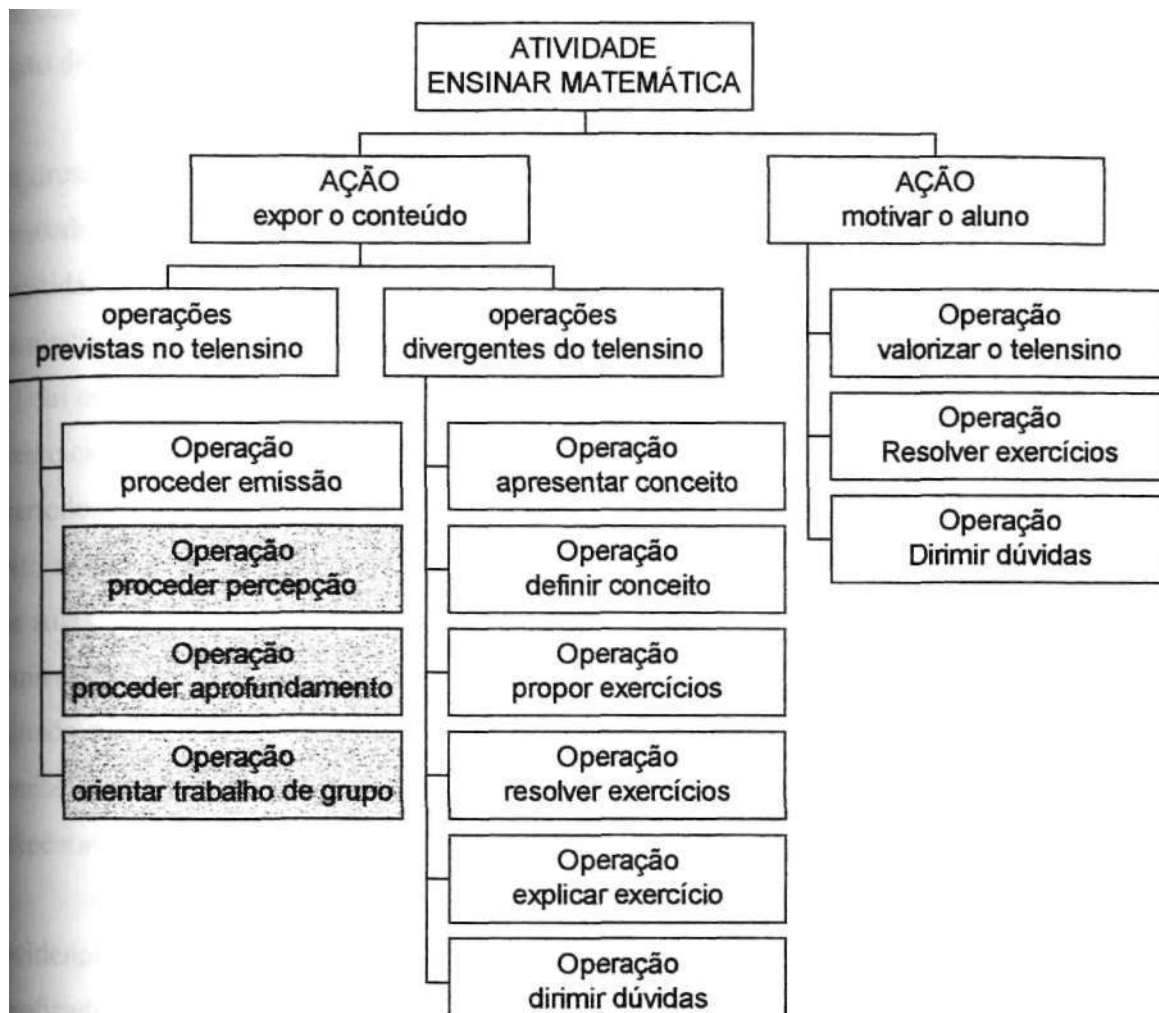 ATIVIDADE
ENSINAR MATEMÁTICA
AÇÃO
expor o conteúdo
AÇÃO
motivar o aluno
operações
previstas no telensino
operações
divergentes do telensino
Operação
valorizar o telensino
Operação
Resolver exercícios
Operação
Dirimir dúvidas
Operação
proceder emissão
Operação
proceder percepção
Operação
proceder aprofundamento
Operação
orientar trabalho de grupo
Operação
apresentar conceito
Operação
definir conceito
Operação
propor exercícios
Operação
resolver exercícios
Operação
explicar exercício
Operação
dirimir dúvidas